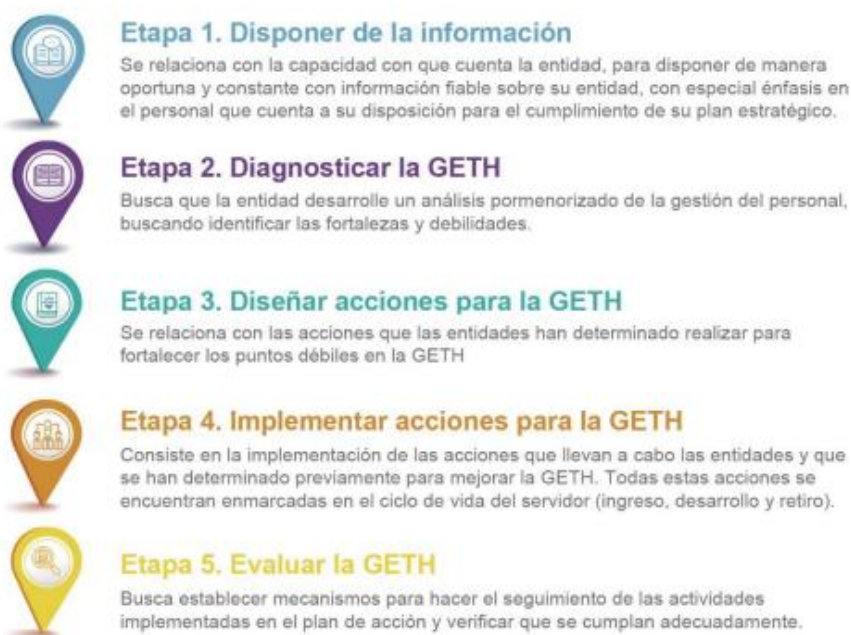 Etapa 1. Disponer de la información
Se relaciona con la capacidad con que cuenta la entidad, para disponer de manera
oportuna y constante con información fiable sobre su entidad, con especial énfasis en
el personal que cuenta a su disposición para el cumplimiento de su plan estratégico.
Etapa 2. Diagnosticar la GETH
Busca que la entidad desarrolle un análisis pormenorizado de la gestión del personal,
buscando identificar las fortalezas y debilidades.
Etapa 3. Diseñar acciones para la GETH
Se relaciona con las acciones que las entidades han determinado realizar para
fortalecer los puntos débiles en la GETH
Etapa 4. Implementar acciones para la GETH
Consiste en la implementación de las acciones que llevan a cabo las entidades y que
se han determinado previamente para mejorar la GETH. Todas estas acciones se
encuentran enmarcadas en el ciclo de vida del servidor (ingreso, desarrollo y retiro).
Etapa 5. Evaluar la GETH
Busca establecer mecanismos para hacer el seguimiento de las actividades
implementadas en el plan de acción y verificar que se cumplan adecuadamente.